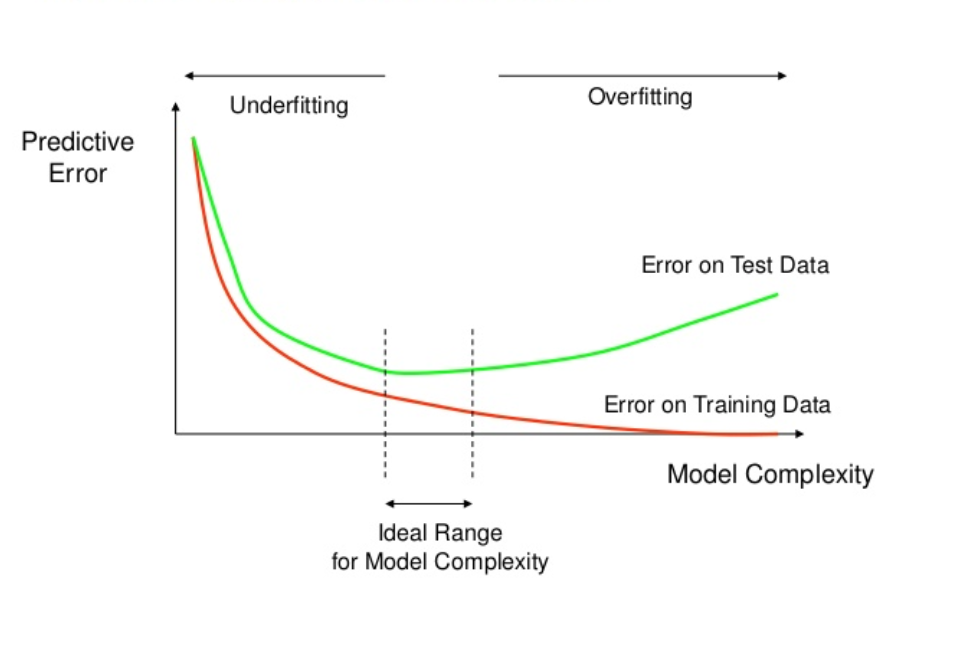 Underfitting
Overfitting
Predictive
Error
Error on Test Data
Error on Training Data
Model Complexity
Ideal Range
for Model Complexity